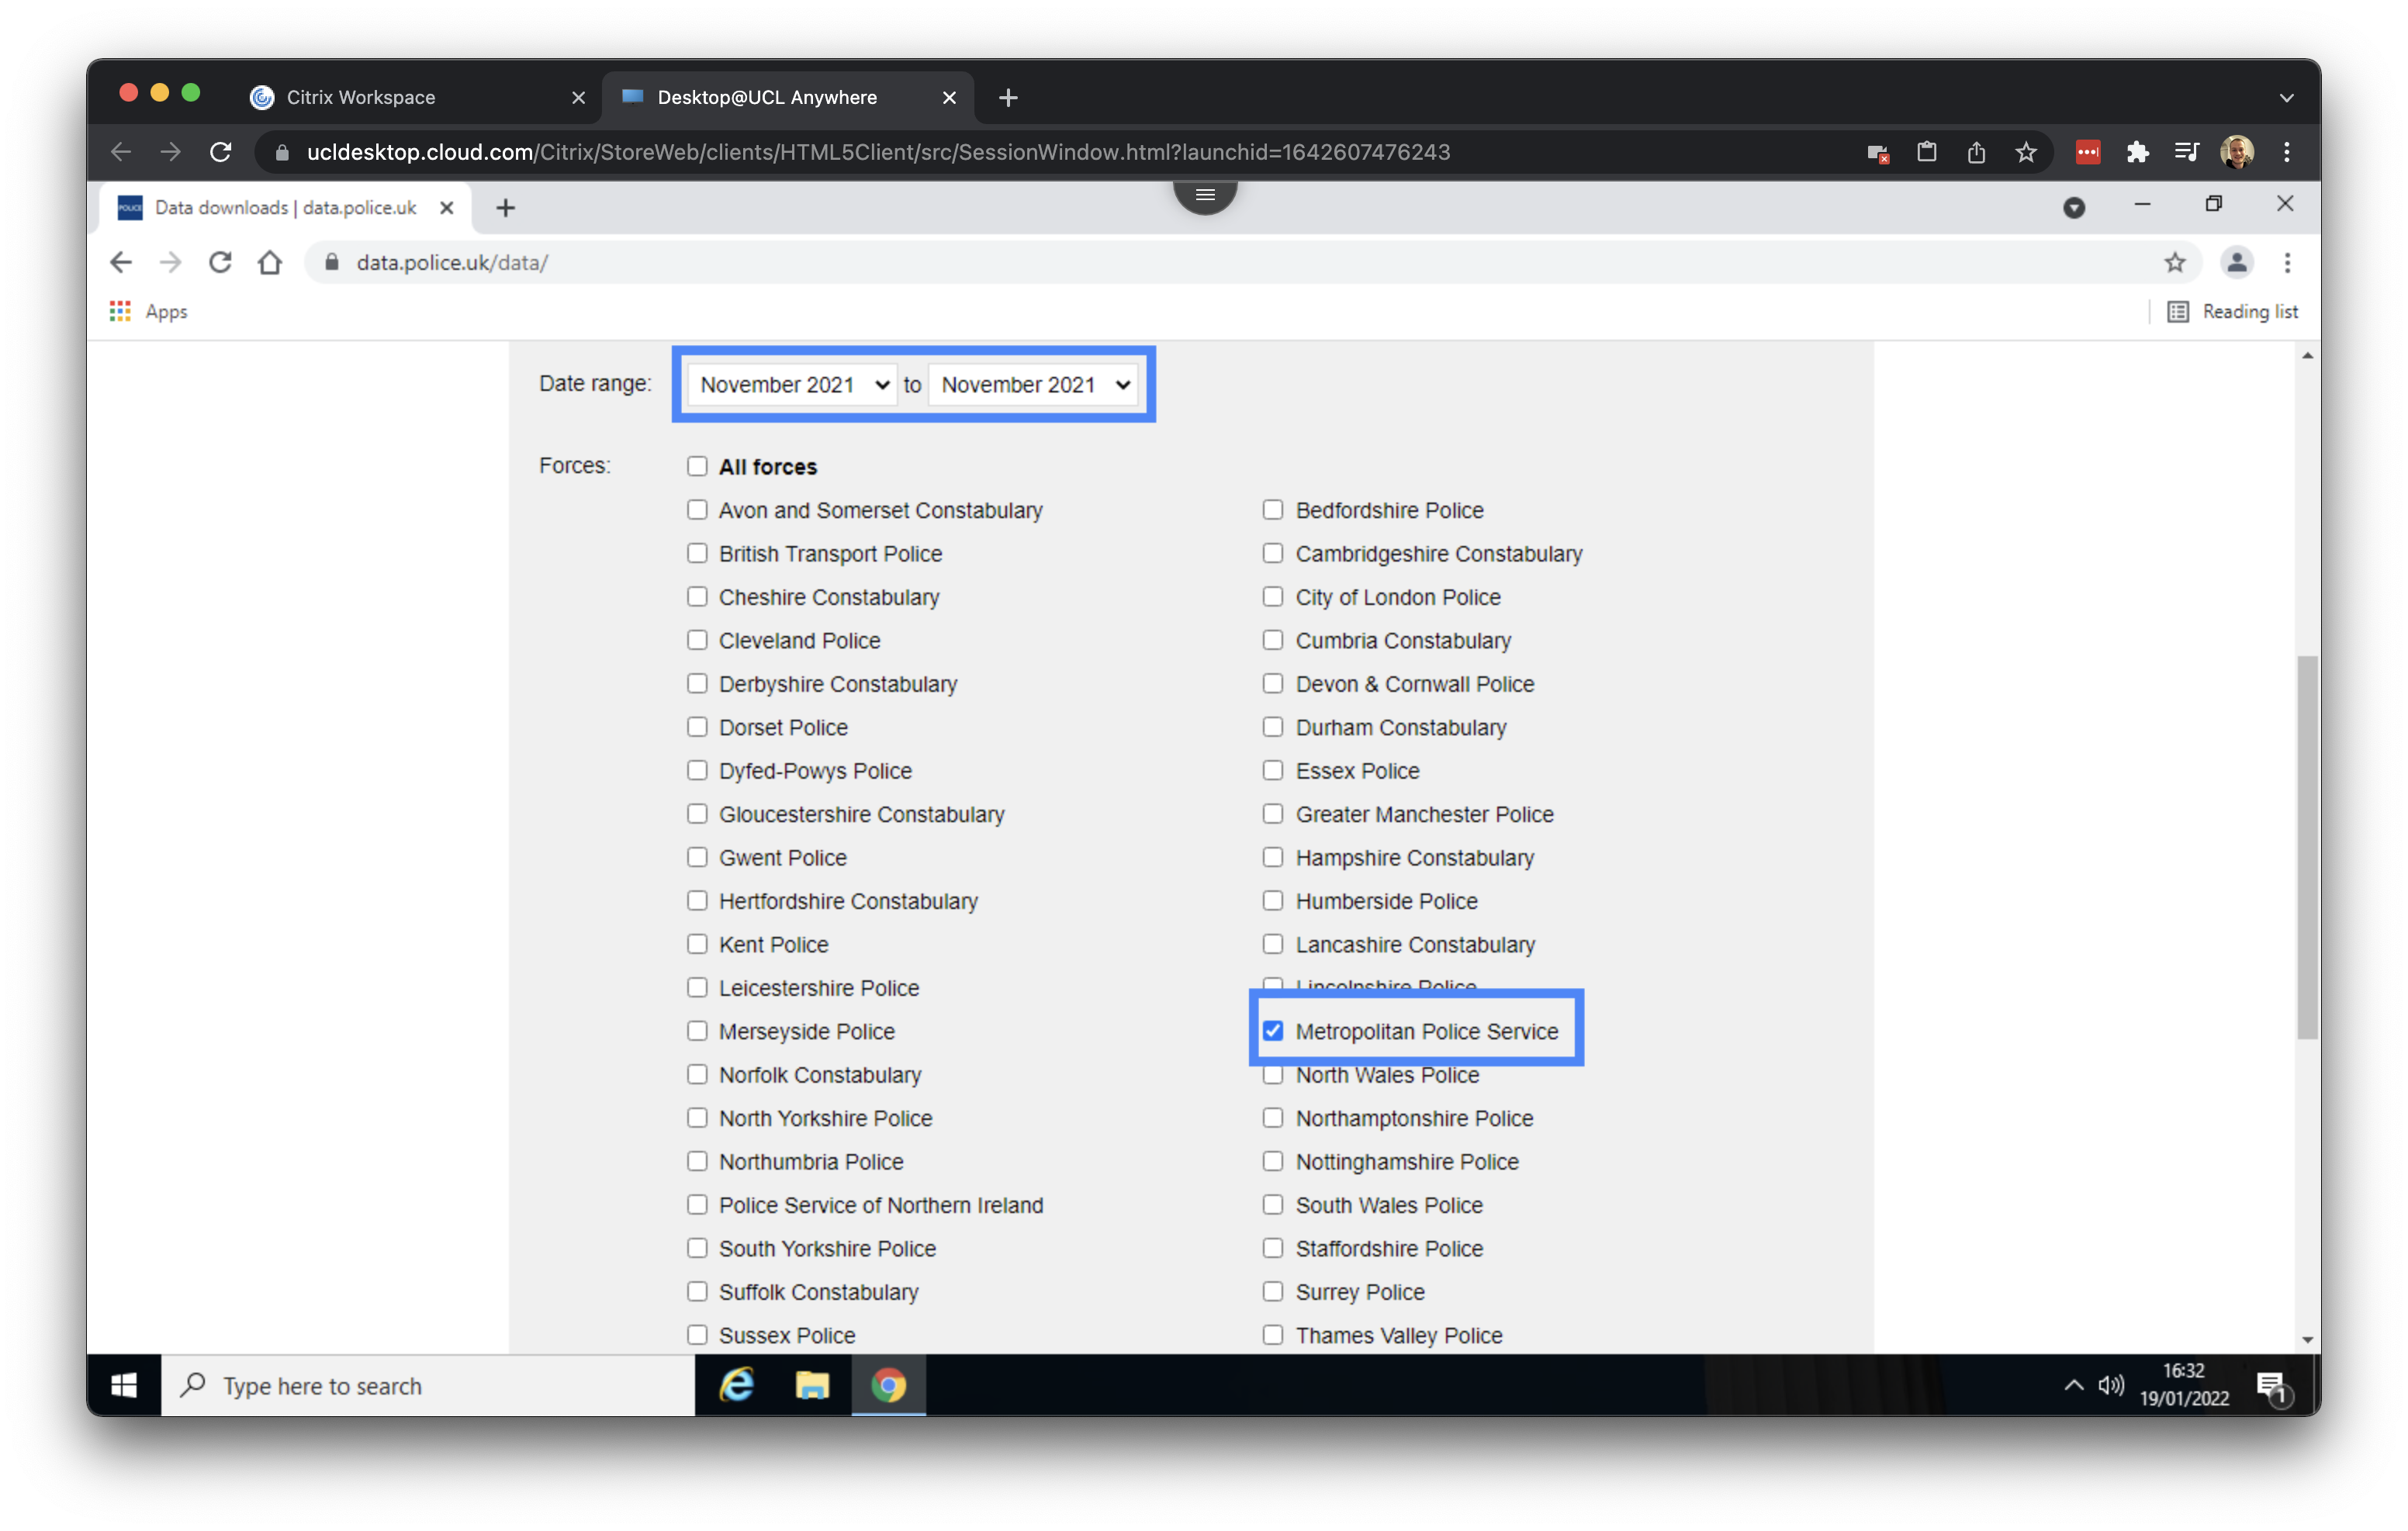 Citrix Workspace
Desktop@UCL Anywhere
ucldesktop.cloud.com/Citrix/StoreWeb/clients/HTML5Client/src/SessionWindow.html?launchid=1642607476243
POLICE
Data downloads | data.police.uk
data.police.uk/data/
Apps
Reading list
Date range: November 2021 to November 2021
Forces: All forces
Avon and Somerset Constabulary
Bedfordshire Police
British Transport Police
Cambridgeshire Constabulary
Cheshire Constabulary
City of London Police
Cleveland Police
Cumbria Constabulary
Derbyshire Constabulary
Devon & Cornwall Police
Dorset Police
Durham Constabulary
Dyfed-Powys Police
Essex Police
Gloucestershire Constabulary
Greater Manchester Police
Gwent Police
Hampshire Constabulary
Hertfordshire Constabulary
Humberside Police
Kent Police
Lancashire Constabulary
Leicestershire Police
Lincolnshire Police
Merseyside Police
Metropolitan Police Service
Norfolk Constabulary
North Wales Police
North Yorkshire Police
Northamptonshire Police
Northumbria Police
Nottinghamshire Police
Police Service of Northern Ireland
South Wales Police
South Yorkshire Police
Staffordshire Police
Suffolk Constabulary
Surrey Police
Sussex Police
Thames Valley Police
Type here to search
16:32
19/01/2022
1